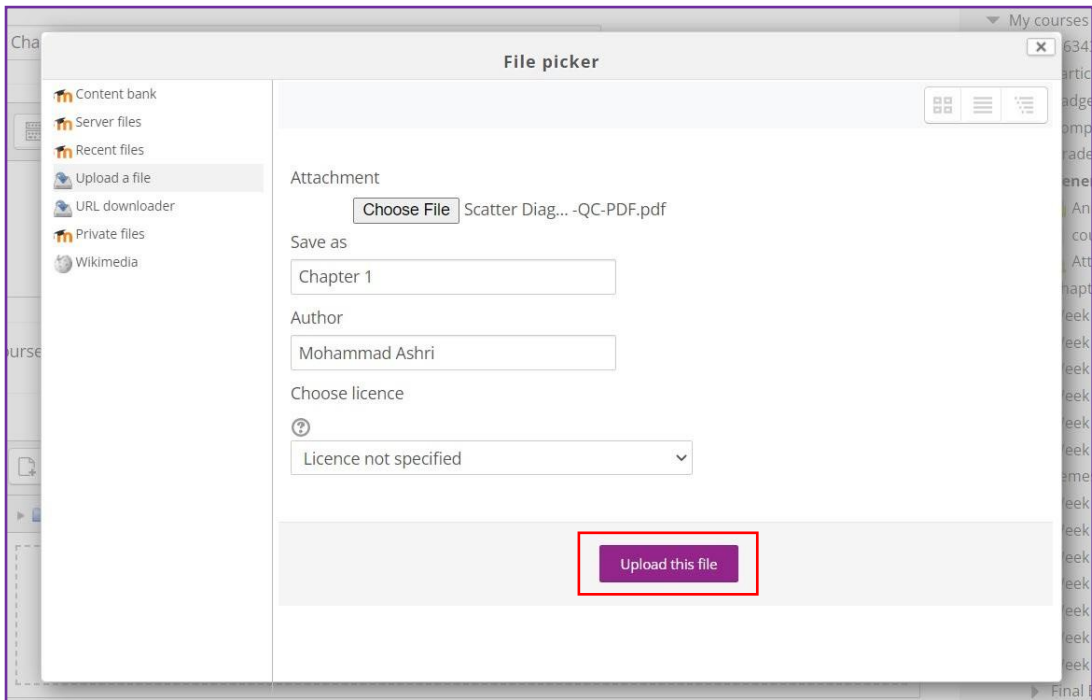 My courses
File picker
Content bank
Server files
Recent files
Upload a file
URL downloader
Private files
Wikimedia
Attachment
Choose File Scatter Diag... -QC-PDF.pdf
Save as
Chapter 1
Author
Mohammad Ashri
Choose licence
Licence not specified
Upload this file
Final